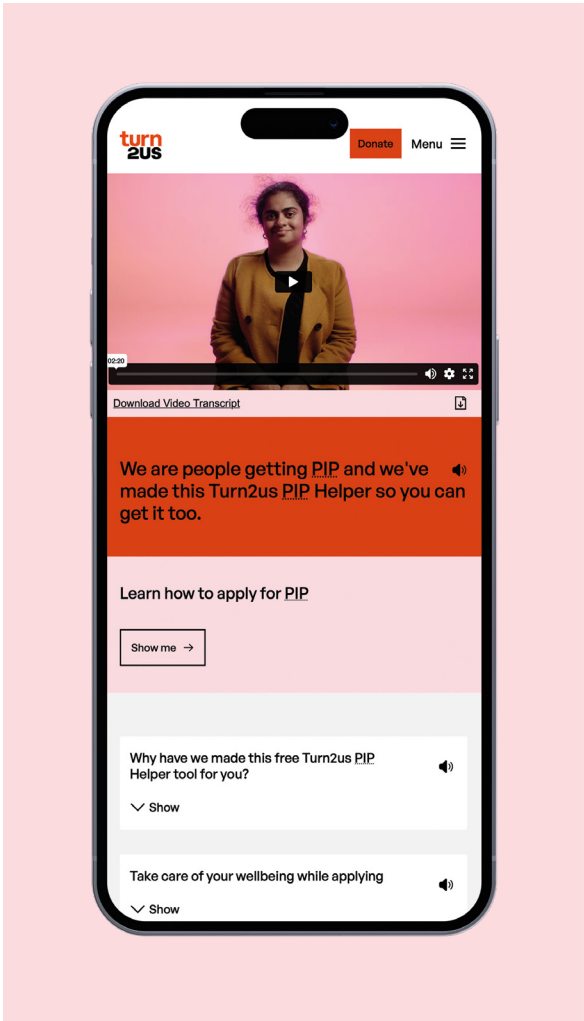 turn
2us
Donate
Menu
02:20
Download Video Transcript
We are people getting PIP and we've
made this Turn2us PIP Helper so you can
get it too.
Learn how to apply for PIP
Show me
Why have we made this free Turn2us PIP
Helper tool for you?
Show
Take care of your wellbeing while applying
Show